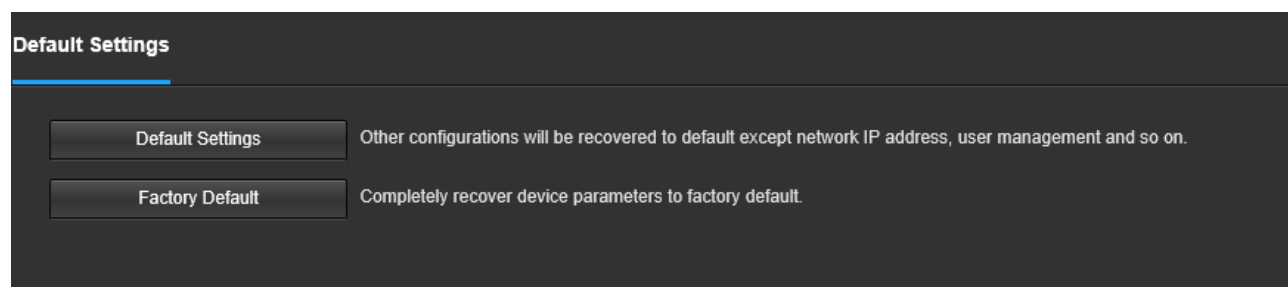 Default Settings
Default Settings
Other configurations will be recovered to default except network IP address, user management and so on.
Factory Default
Completely recover device parameters to factory default.